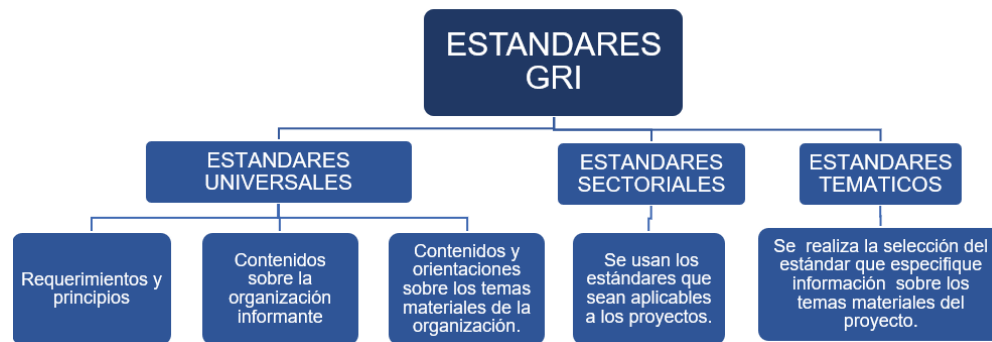 ESTANDARES
GRI
ESTANDARES
UNIVERSALES
ESTANDARES
SECTORIALES
ESTANDARES
TEMATICOS
Requerimientos y
principios
Contenidos
sobre la
organización
informante
Contenidos y
orientaciones
sobre los temas
materiales de la
organización.
Se usan los
estándares que
sean aplicables
a los proyectos.
Se realiza la selección del
estándar que especifique
información sobre los
temas materiales del
proyecto.